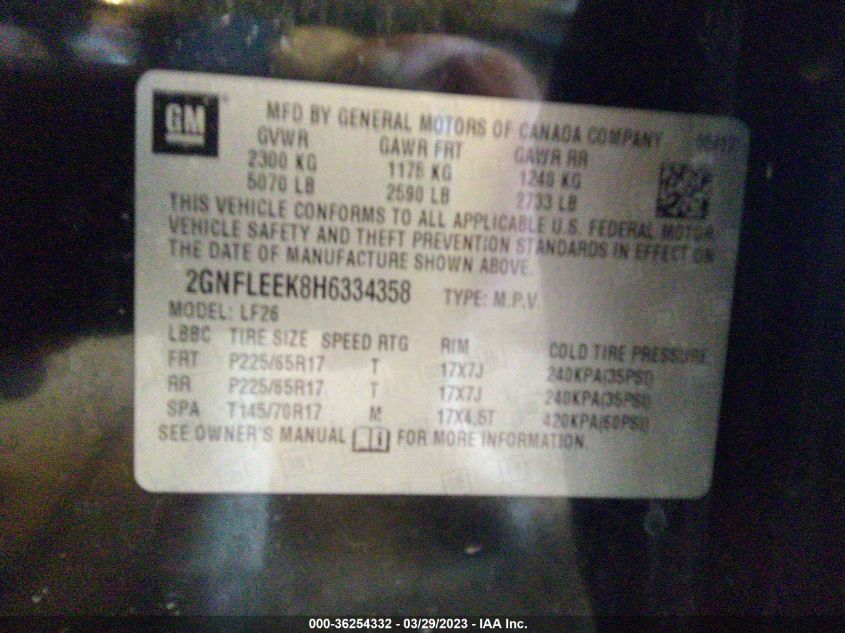 GM
MFD BY GENERAL MOTORS OF CANADA COMPANY
GVWR GAWR FRT GAWR RR
2300 KG 1175 KG 1240 KG
5070 LB 2590 LB 2733 LB
THIS VEHICLE CONFORMS TO ALL APPLICABLE U.S. FEDERAL MOTOR
VEHICLE SAFETY AND THEFT PREVENTION STANDARDS IN EFFECT ON
THE DATE OF MANUFACTURE SHOWN ABOVE.
2GNFLEEK8H6334358 TYPE: M.P.V.
MODEL: LF26
LBBC TIRE SIZE SPEED RTG RIM COLD TIRE PRESSURE
FRT P225/65R17 T 17X7J 240KPA(35PSI)
RR P225/65R17 T 17X7J 240KPA(35PSI)
SPA T145/70R17 M 17X4.5T 420KPA(60PSI)
SEE OWNER'S MANUAL FOR MORE INFORMATION.
000-36254332 - 03/29/2023 - IAA Inc.